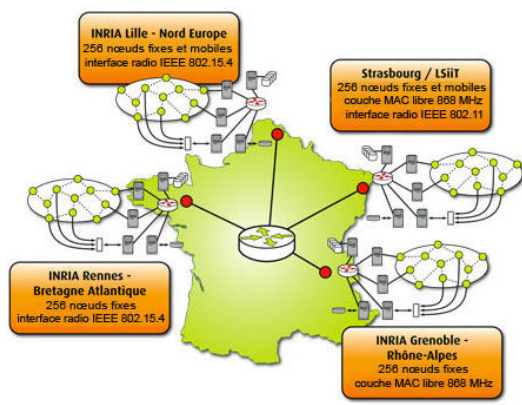 INRIA Lille - Nord Europe
256 nœuds fixes et mobiles
interface radio IEEE 802.15.4
Strasbourg / LSiiT
256 nœuds fixes et mobiles
couche MAC libre 868 MHz
interface radio IEEE 802.11
INRIA Rennes -
Bretagne Atlantique
256 nœuds fixes
interface radio IEEE 802.15.4
INRIA Grenoble -
Rhône-Alpes
256 nœuds fixes
couche MAC libre 868 MHz